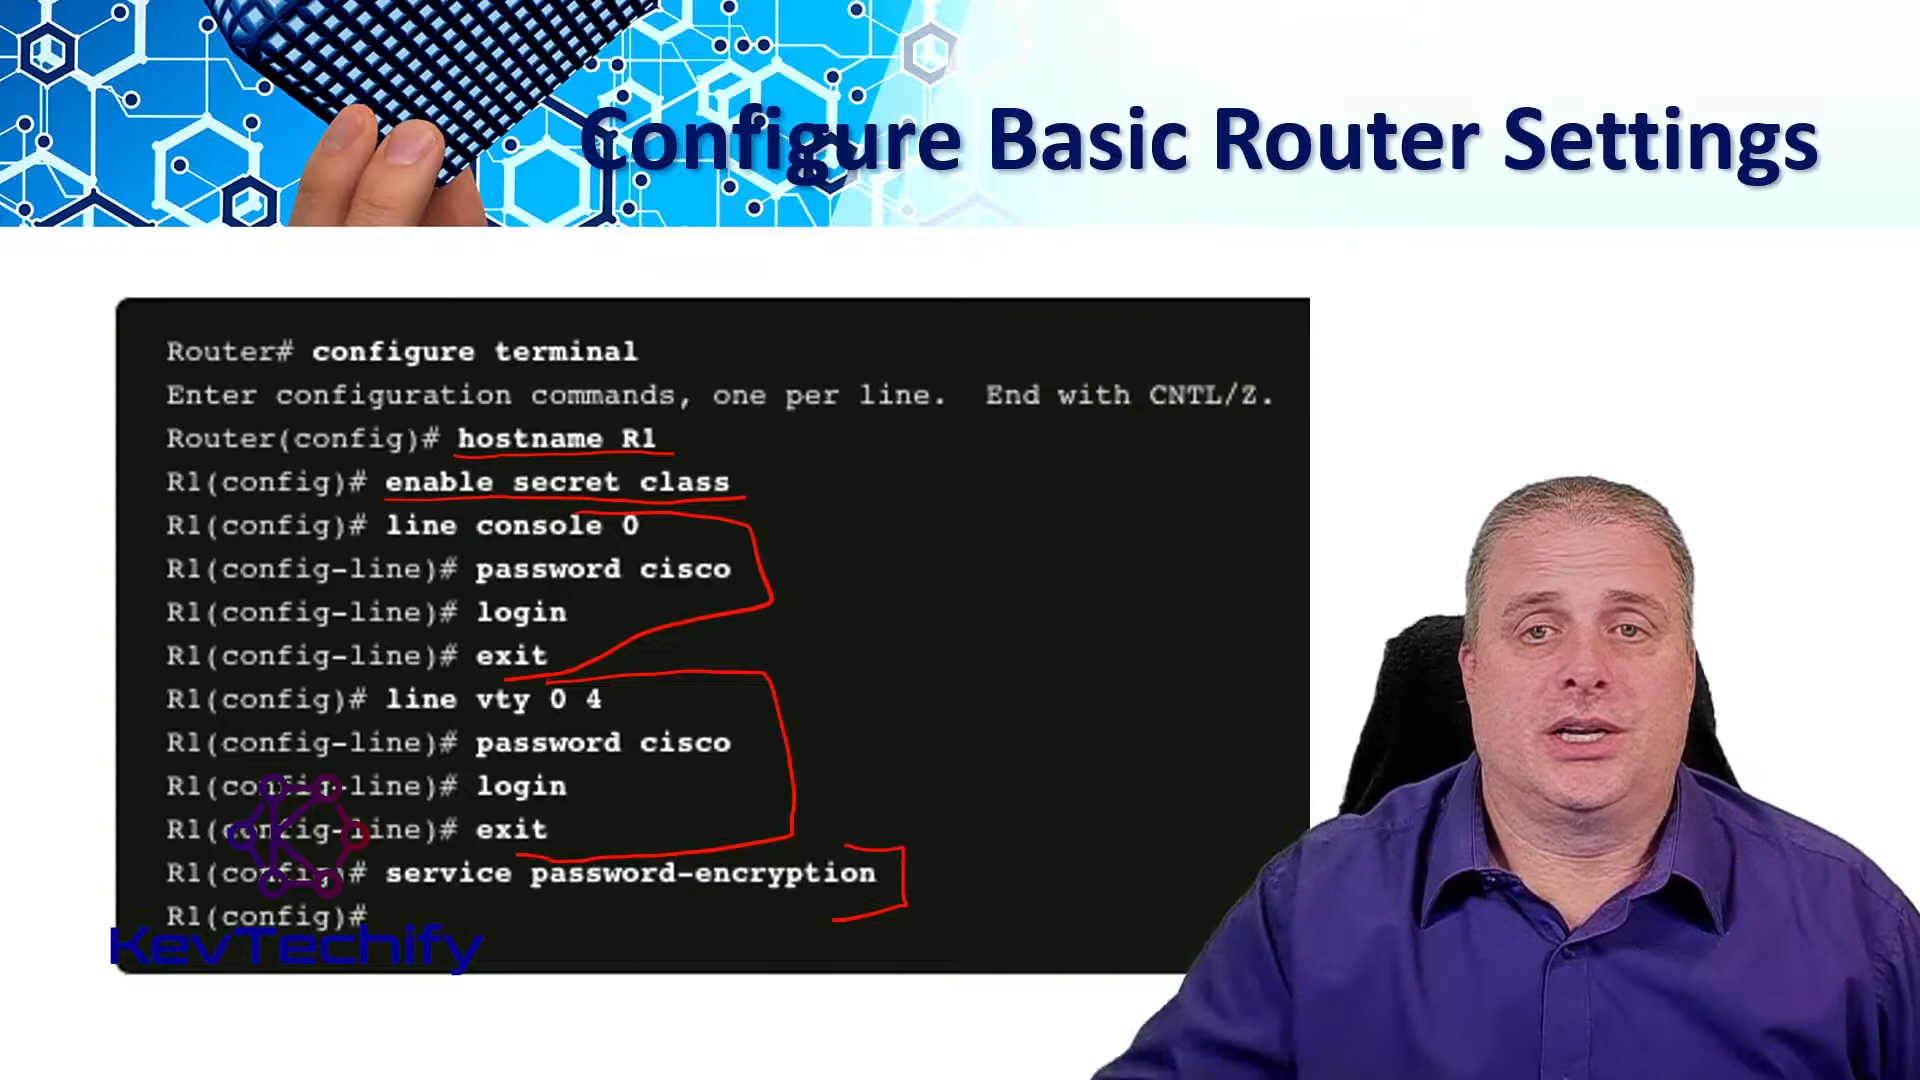 Configure Basic Router Settings
Router# configure terminal
Enter configuration commands, one per line.  End with CNTL/Z.
Router(config)# hostname R1
R1(config)# enable secret class
R1(config)# line console 0
R1(config-line)# password cisco
R1(config-line)# login
R1(config-line)# exit
R1(config)# line vty 0 4
R1(config-line)# password cisco
R1(config-line)# login
R1(config-line)# exit
R1(config)# service password-encryption
R1(config)#
KevTechify